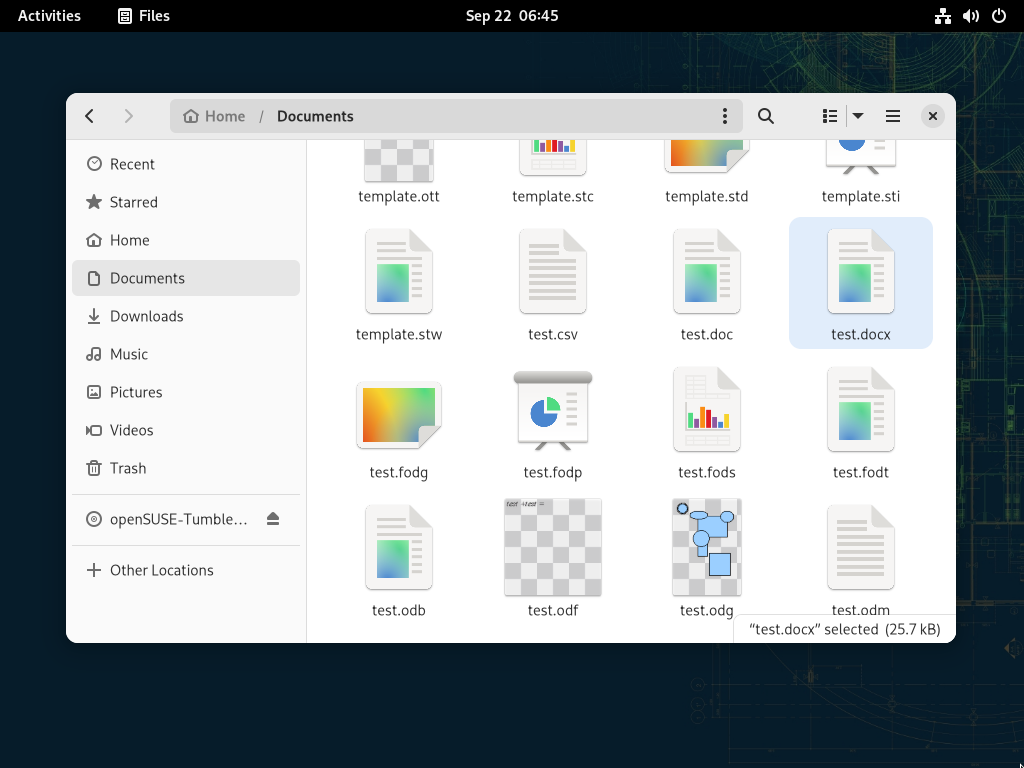 Activities Files Sep 22 06:45
Home / Documents
Recent
Starred
Home
Documents
Downloads
Music
Pictures
Videos
Trash
openSUSE-Tumble…
Other Locations
template.ott template.stc template.std template.sti
template.stw test.csv test.doc test.docx
test.fodg test.fodp test.fods test.fodt
test.odb test.odf test.odg test.odm
“test.docx” selected (25.7 kB)